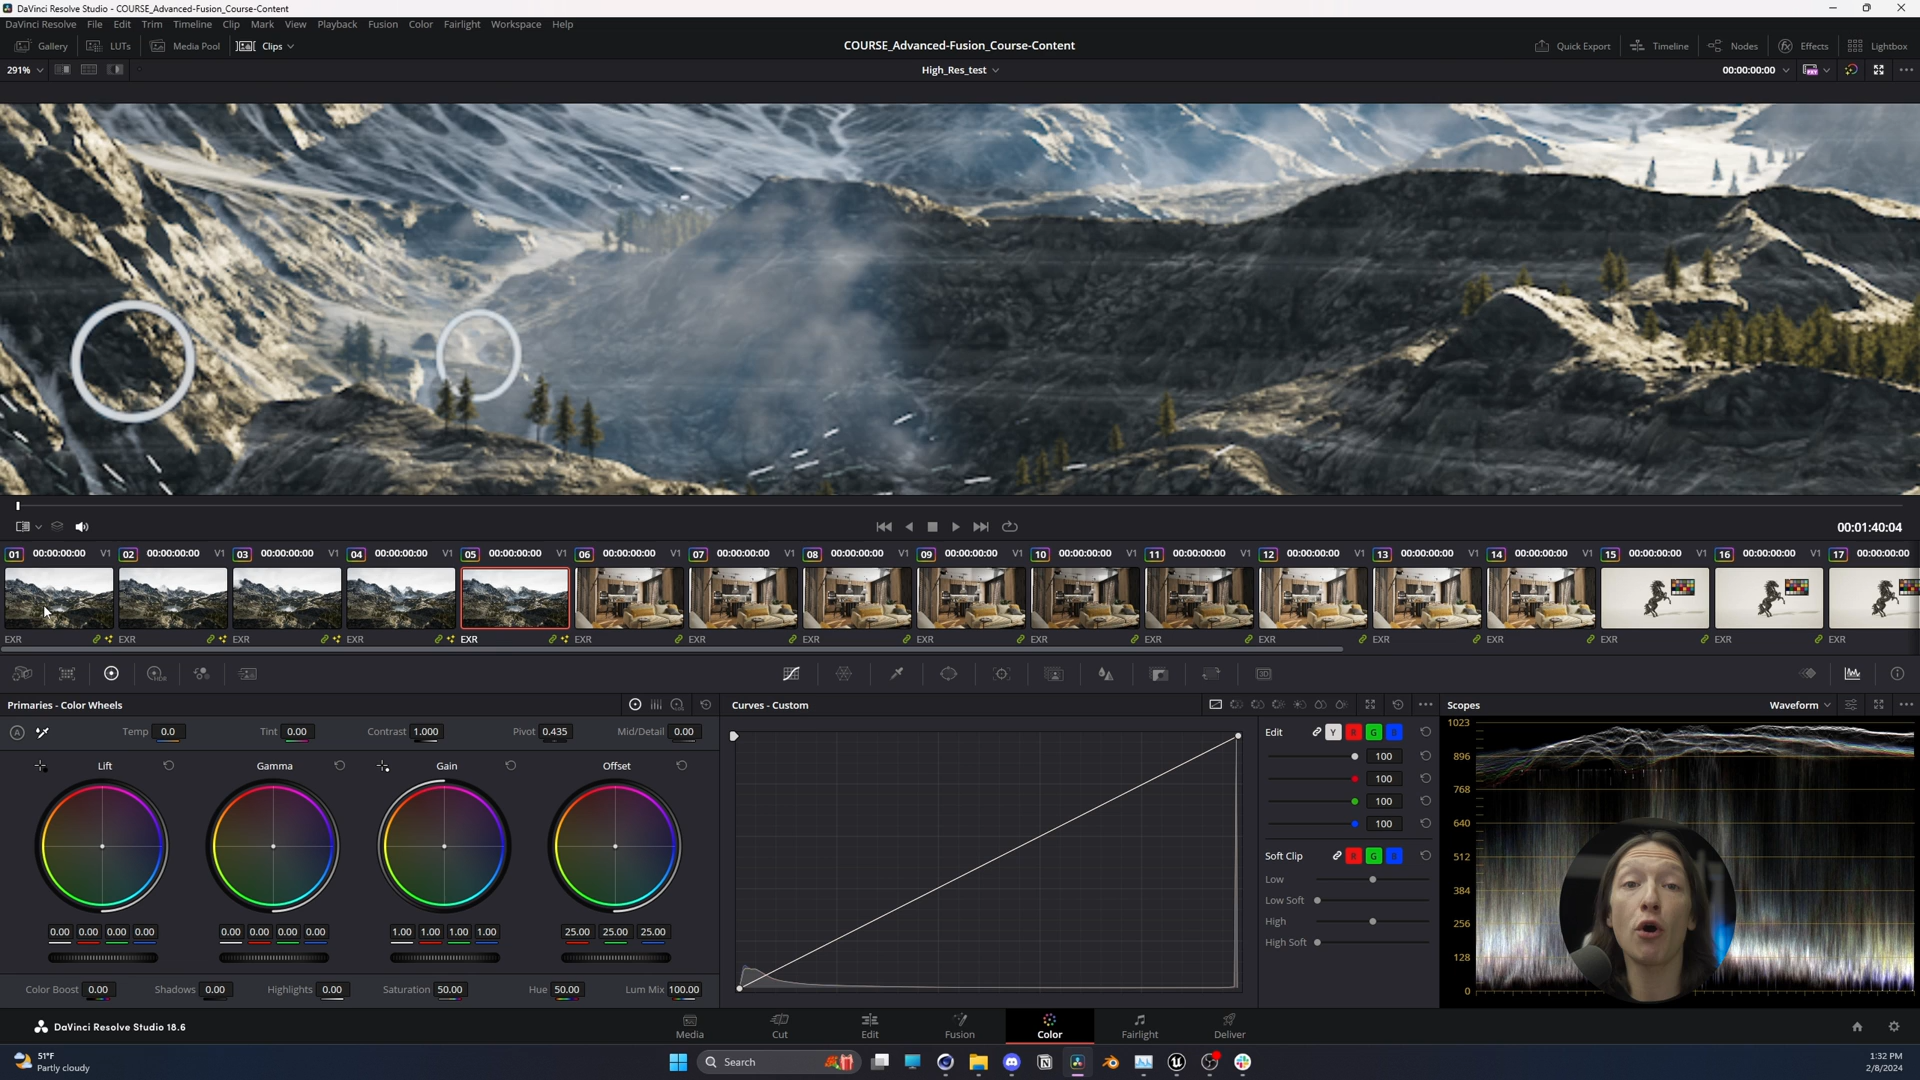 DaVinci Resolve Studio - COURSE_Advanced-Fusion_Course-Content
DaVinci Resolve File Edit Trim Timeline Clip Mark View Playback Fusion Color Fairlight Workspace Help
Gallery LUTs Media Pool Clips COURSE_Advanced-Fusion_Course-Content Quick Export Timeline Nodes Effects Lightbox
291% High_Res_test 00:00:00:00
00:01:40:04
01 00:00:00:00 V1 02 00:00:00:00 V1 03 00:00:00:00 V1 04 00:00:00:00 V1 05 00:00:00:00 V1 06 00:00:00:00 V1 07 00:00:00:00 V1 08 00:00:00:00 V1 09 00:00:00:00 V1 10 00:00:00:00 V1 11 00:00:00:00 V1 12 00:00:00:00 V1 13 00:00:00:00 V1 14 00:00:00:00 V1 15 00:00:00:00 V1 16 00:00:00:00 V1 17 00:00:00:00
EXR EXR EXR EXR EXR EXR EXR EXR EXR EXR EXR EXR EXR EXR EXR EXR EXR
Primaries - Color Wheels
Temp 0.0 Tint 0.00 Contrast 1.000 Pivot 0.435 Mid/Detail 0.00
Lift Gamma Gain Offset
0.00 0.00 0.00 0.00 0.00 0.00 0.00 0.00 1.00 1.00 1.00 1.00 25.00 25.00 25.00
Color Boost 0.00 Shadows 0.00 Highlights 0.00 Saturation 50.00 Hue 50.00 Lum Mix 100.00
Curves - Custom
Edit Y R G B
100
100
100
100
Soft Clip R G B
Low
Low Soft
High
High Soft
Scopes Waveform
1023
896
768
640
512
384
256
128
0
DaVinci Resolve Studio 18.6
Media Cut Edit Fusion Color Fairlight Deliver
51°F
Partly cloudy
Search
1:32 PM
2/8/2024